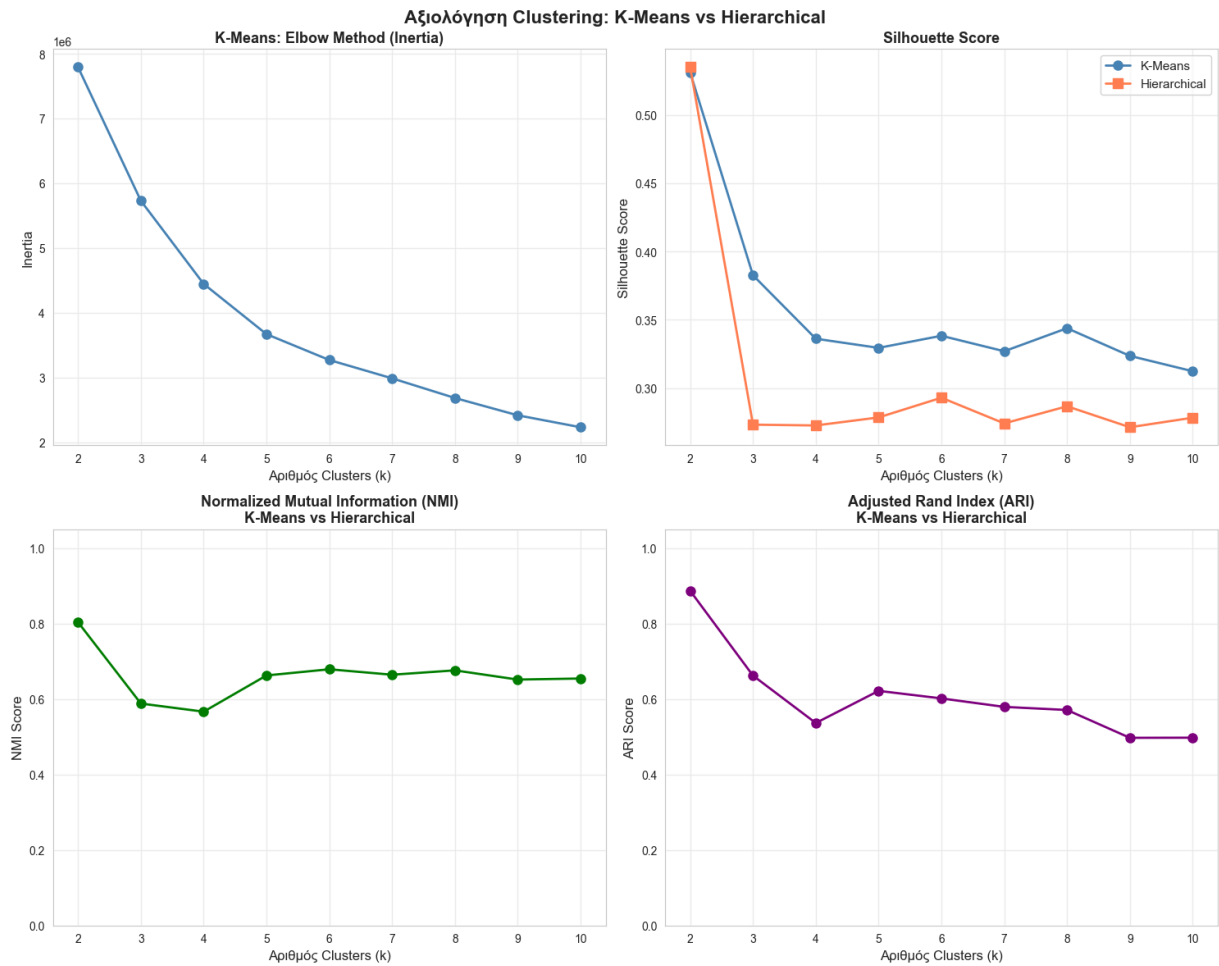 Αξιολόγηση Clustering: K-Means vs Hierarchical
K-Means: Elbow Method (Inertia)
1e6
8
7
6
5
4
3
2
Inertia
2 3 4 5 6 7 8 9 10
Αριθμός Clusters (k)
Silhouette Score
K-Means
Hierarchical
0.50
0.45
0.40
0.35
0.30
Silhouette Score
2 3 4 5 6 7 8 9 10
Αριθμός Clusters (k)
Normalized Mutual Information (NMI)
K-Means vs Hierarchical
1.0
0.8
0.6
0.4
0.2
0.0
NMI Score
2 3 4 5 6 7 8 9 10
Αριθμός Clusters (k)
Adjusted Rand Index (ARI)
K-Means vs Hierarchical
1.0
0.8
0.6
0.4
0.2
0.0
ARI Score
2 3 4 5 6 7 8 9 10
Αριθμός Clusters (k)